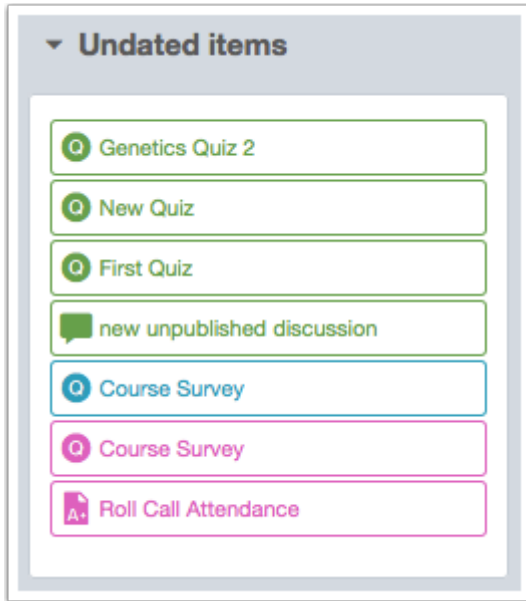 Undated items
Q Genetics Quiz 2
Q New Quiz
Q First Quiz
new unpublished discussion
Q Course Survey
Q Course Survey
A+ Roll Call Attendance